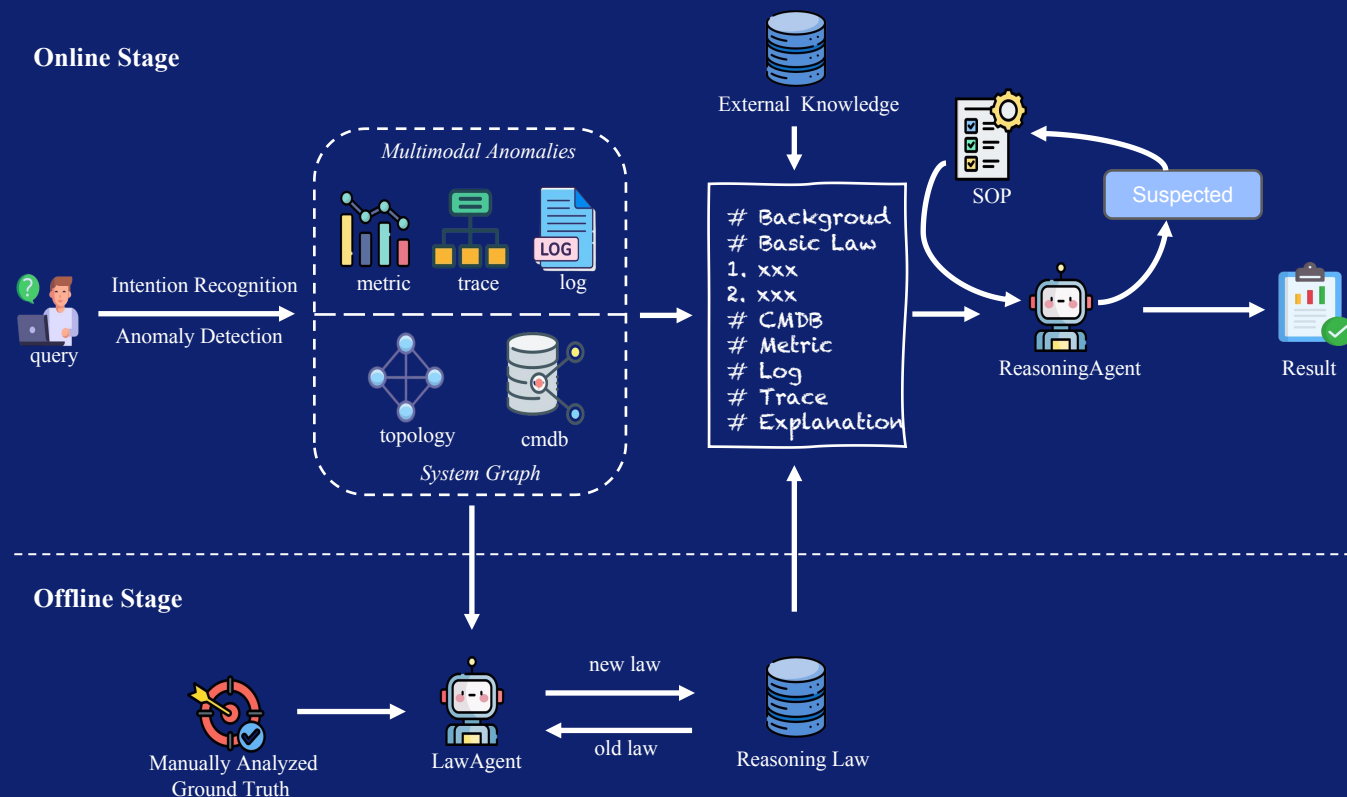 Online Stage
External  Knowledge
Multimodal Anomalies
metric
trace
LOG
log
Intention Recognition
Anomaly Detection
?
query
topology
cmdb
System Graph
# Backgroud
# Basic Law
1. xxx
2. xxx
# CMDB
# Metric
# Log
# Trace
# Explanation
SOP
Suspected
ReasoningAgent
Result
Offline Stage
Manually Analyzed
Ground Truth
LawAgent
new law
old law
Reasoning Law